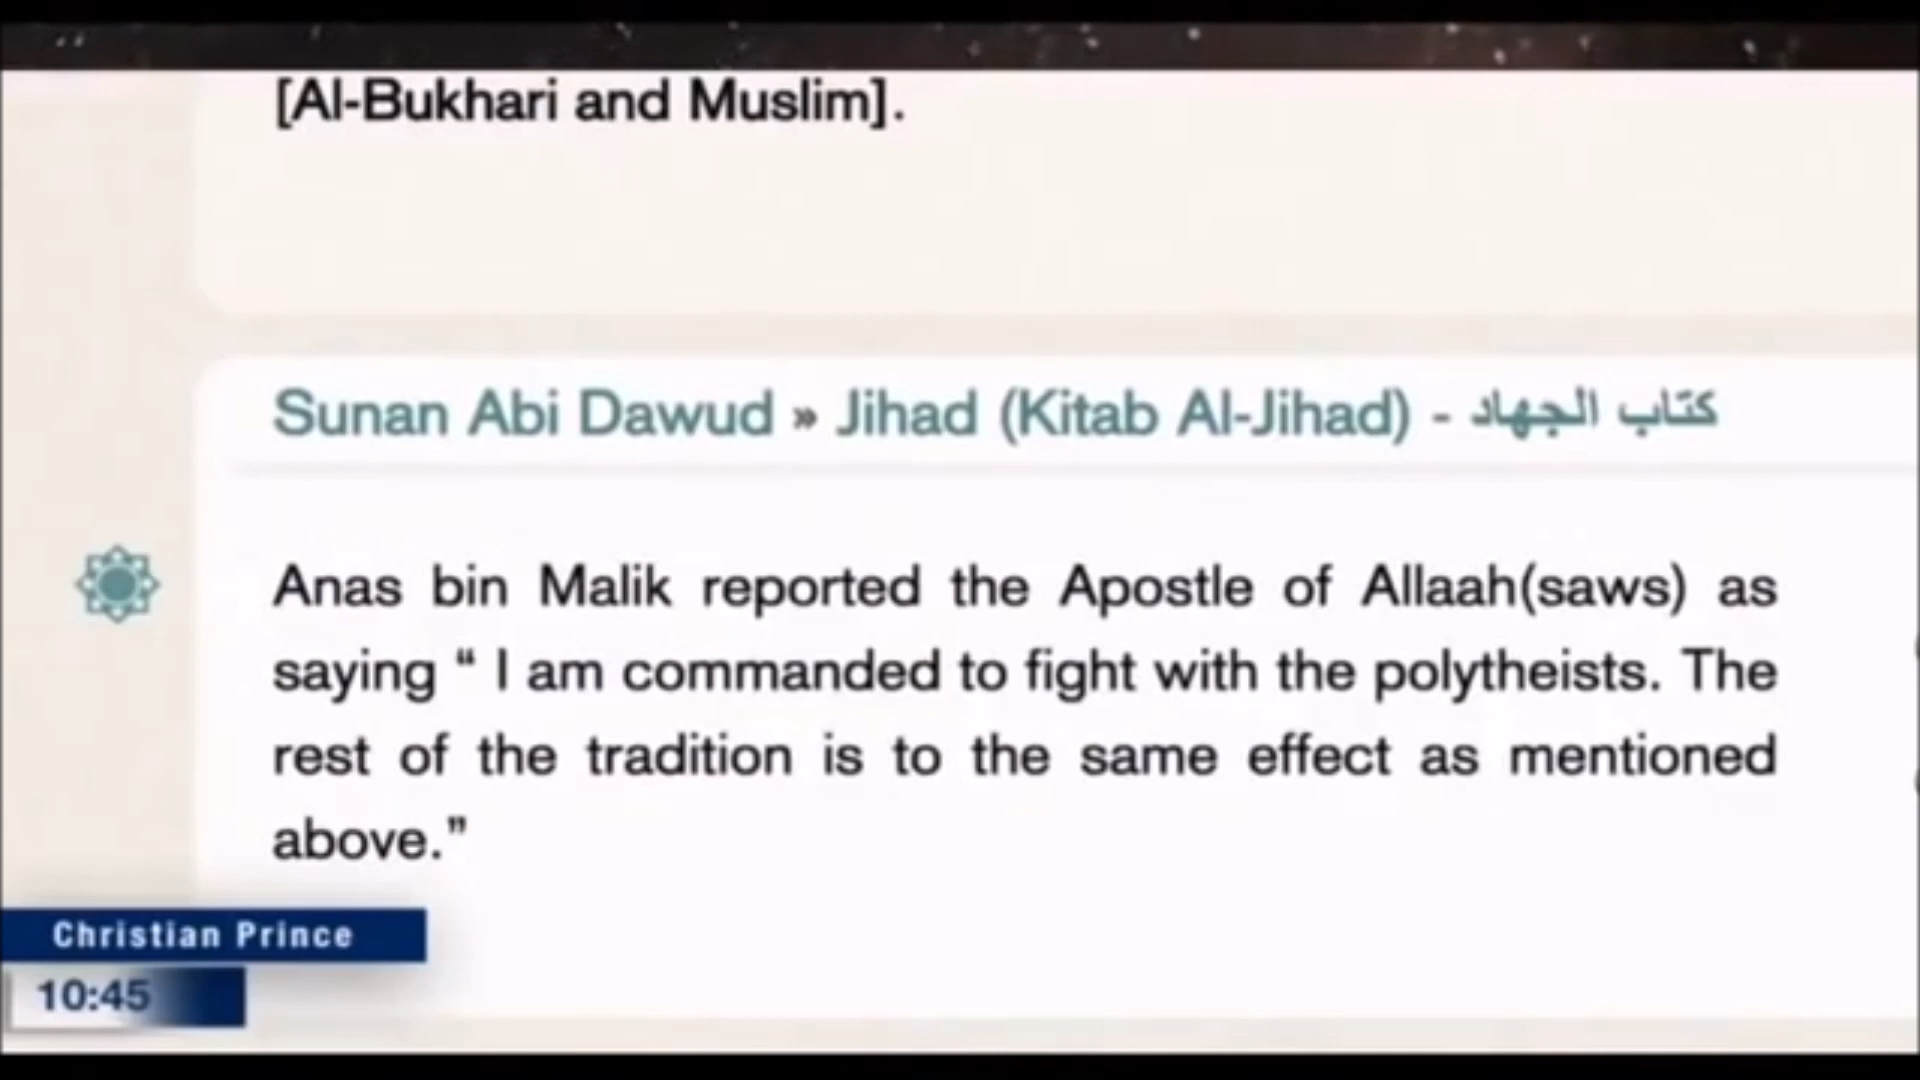 [Al-Bukhari and Muslim].
Sunan Abi Dawud » Jihad (Kitab Al-Jihad) - كتاب الجهاد
Anas bin Malik reported the Apostle of Allaah(saws) as
saying “ I am commanded to fight with the polytheists. The
rest of the tradition is to the same effect as mentioned
above.”
Christian Prince
10:45